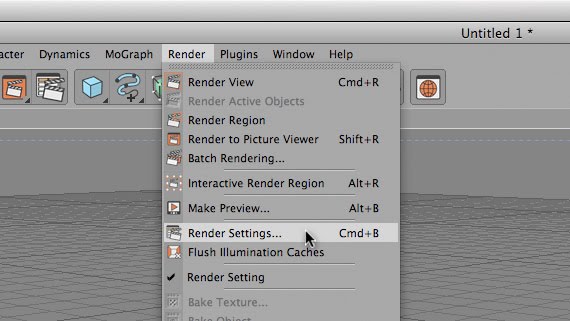 Untitled 1 *
acter Dynamics MoGraph Render Plugins Window Help
Render View Cmd+R
Render Active Objects
Render Region
Render to Picture Viewer Shift+R
Batch Rendering...
Interactive Render Region Alt+R
Make Preview... Alt+B
Render Settings... Cmd+B
Flush Illumination Caches
Render Setting
Bake Texture...
Bake Object